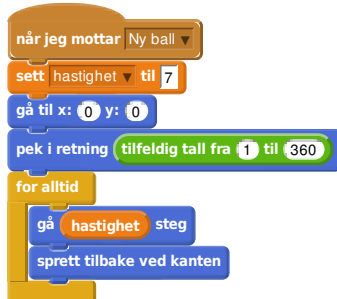 når jeg mottar Ny ball
sett hastighet til 7
gå til x: 0 y: 0
pek i retning tilfeldig tall fra 1 til 360
for alltid
gå hastighet steg
sprett tilbake ved kanten